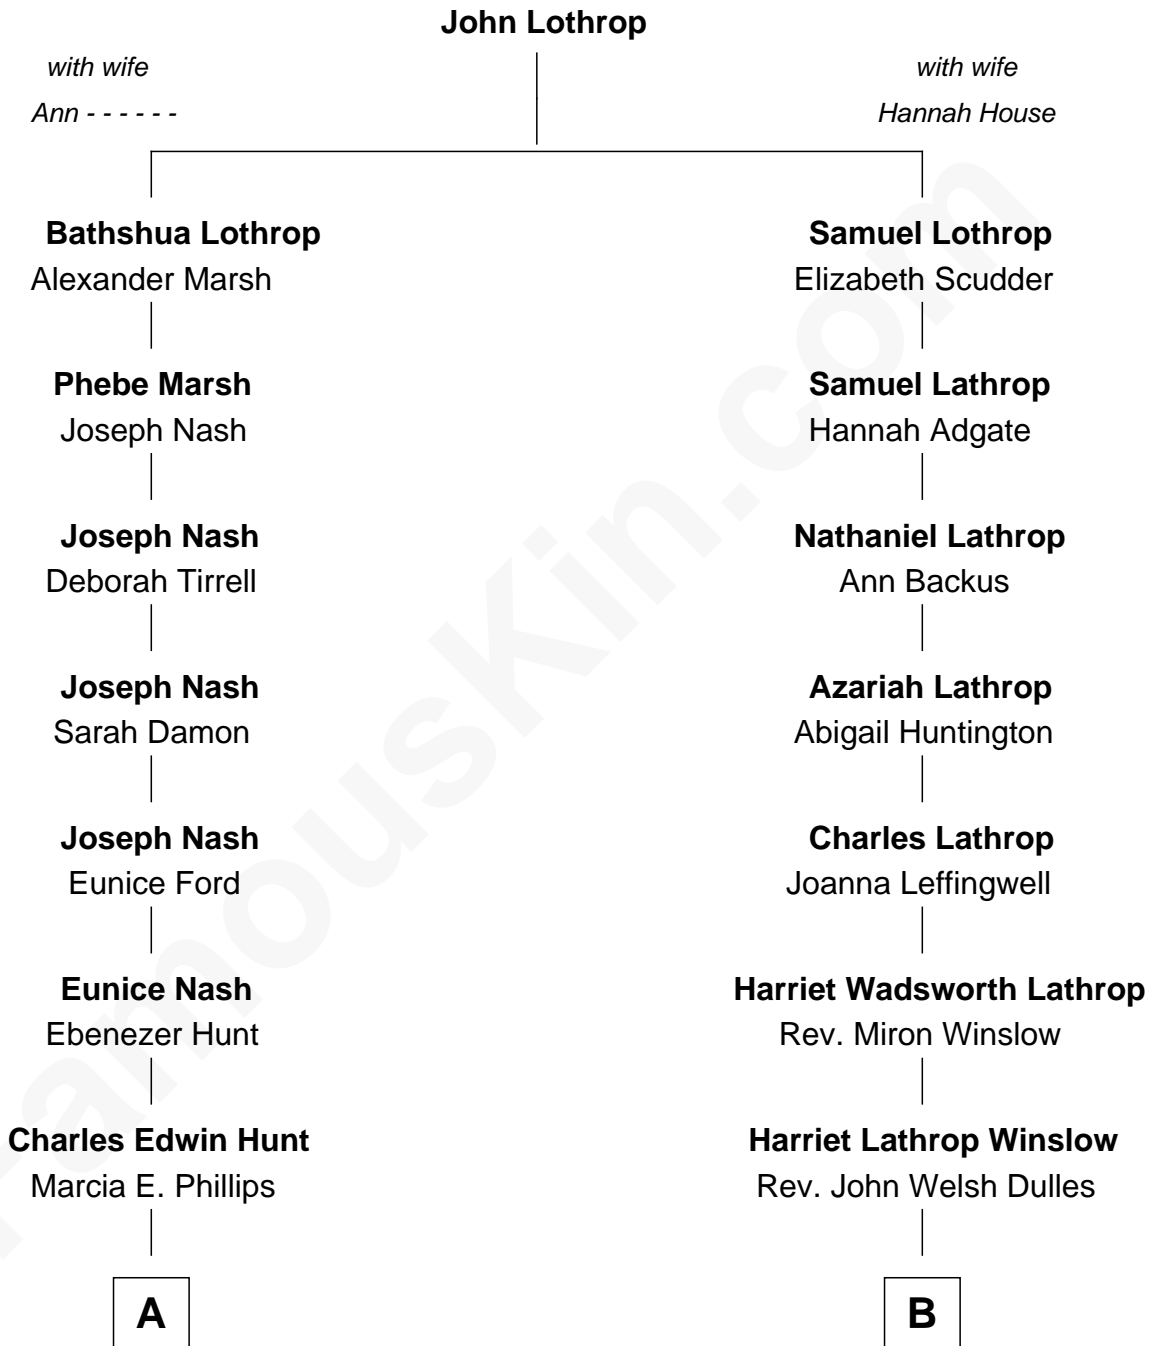 John Lothrop
with wife
Ann - - - - - -
with wife
Hannah House
Bathshua Lothrop
Alexander Marsh
Samuel Lothrop
Elizabeth Scudder
Phebe Marsh
Joseph Nash
Samuel Lathrop
Hannah Adgate
Joseph Nash
Deborah Tirrell
Nathaniel Lathrop
Ann Backus
Joseph Nash
Sarah Damon
Azariah Lathrop
Abigail Huntington
Joseph Nash
Eunice Ford
Charles Lathrop
Joanna Leffingwell
Eunice Nash
Ebenezer Hunt
Harriet Wadsworth Lathrop
Rev. Miron Winslow
Charles Edwin Hunt
Marcia E. Phillips
Harriet Lathrop Winslow
Rev. John Welsh Dulles
A
B
FamousKin.com